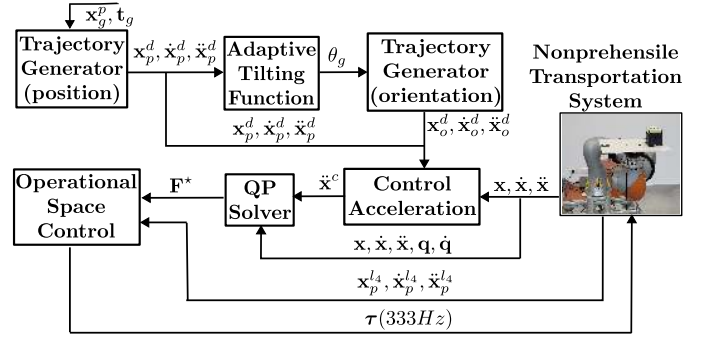 x_g^p, t_g
Trajectory
Generator
(position)
x_p^d, ẋ_p^d, ẍ_p^d
Adaptive
Tilting
Function
θ_g
Trajectory
Generator
(orientation)
Nonprehensile
Transportation
System
x_p^d, ẋ_p^d, ẍ_p^d
x_o^d, ẋ_o^d, ẍ_o^d
Operational
Space
Control
F*
QP
Solver
ẍ^c
Control
Acceleration
x, ẋ, ẍ
x, ẋ, ẍ, q, q̇
x_p^{l_4}, ẋ_p^{l_4}, ẍ_p^{l_4}
τ(333Hz)